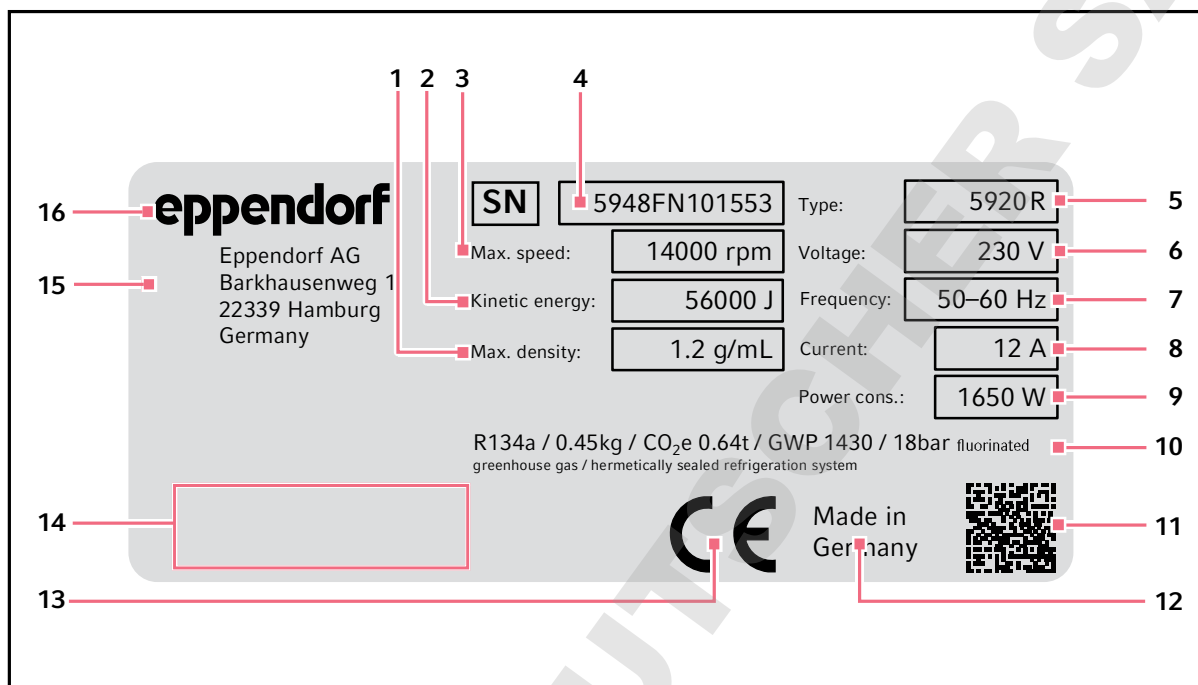 1 2 3 4
16 eppendorf SN 5948FN101553 Type: 5920 R 5
15 Eppendorf AG Max. speed: 14000 rpm Voltage: 230 V 6
Barkhausenweg 1
22339 Hamburg Kinetic energy: 56000 J Frequency: 50–60 Hz 7
Germany
Max. density: 1.2 g/mL Current: 12 A 8
Power cons.: 1650 W 9
R134a / 0.45kg / CO₂e 0.64t / GWP 1430 / 18bar fluorinated 10
greenhouse gas / hermetically sealed refrigeration system
14 CE Made in 11
Germany
13 12